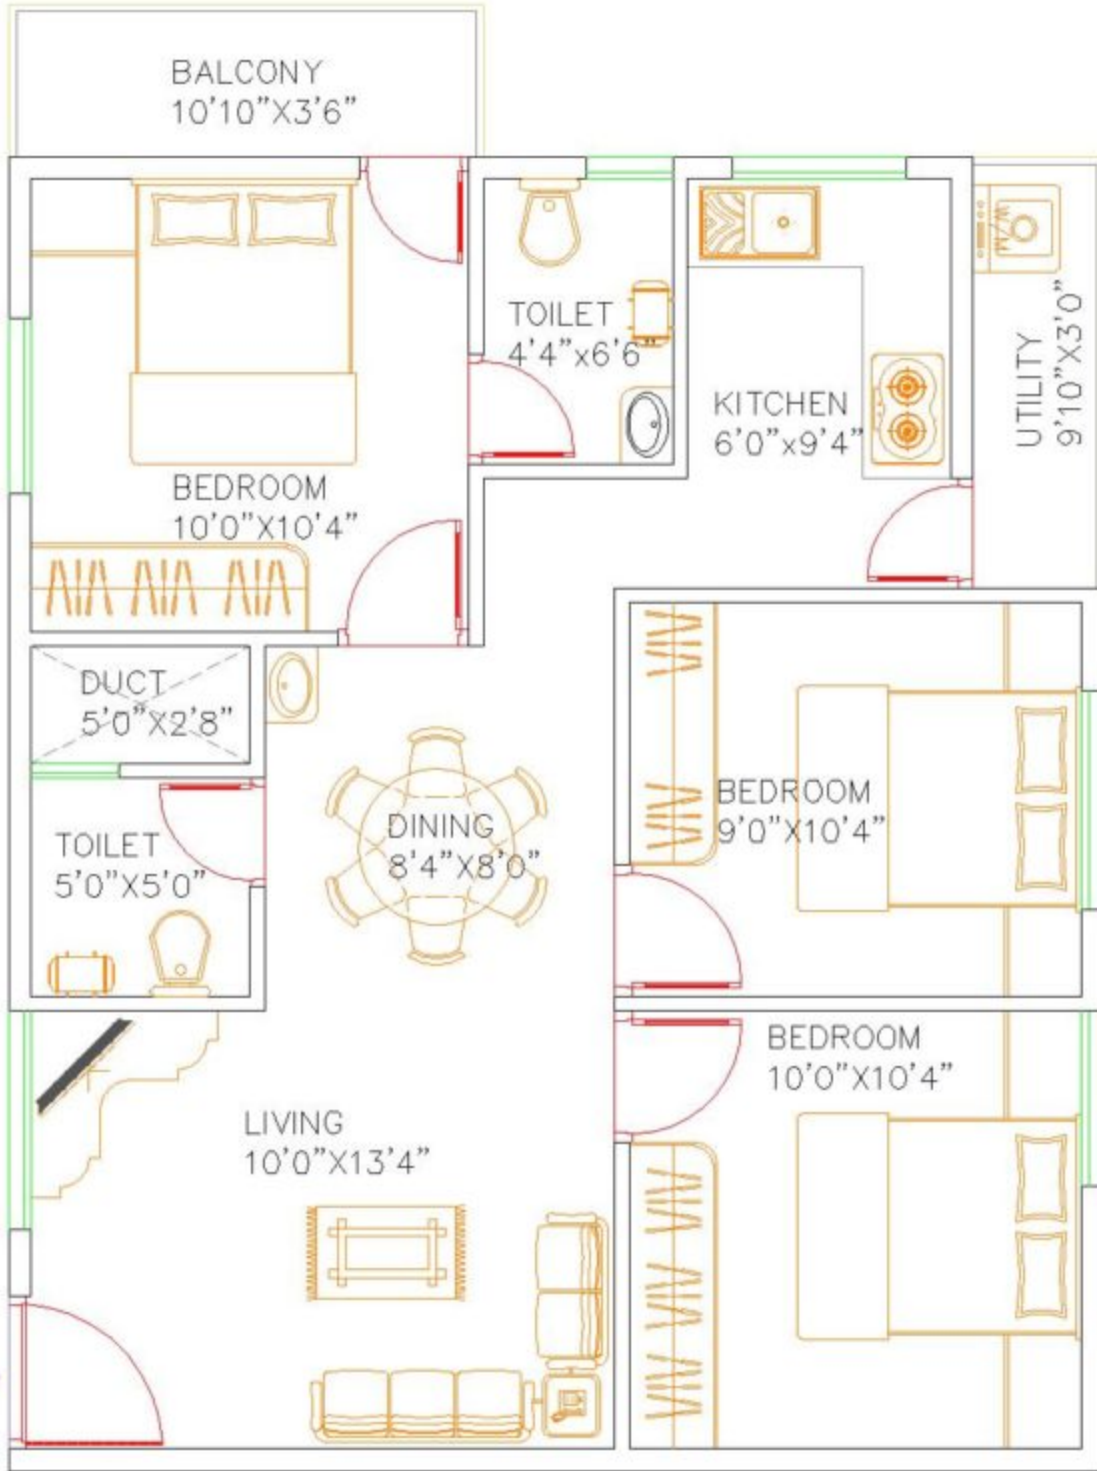 BALCONY
10'10"X3'6"
TOILET
4'4"x6'6
KITCHEN
6'0"x9'4"
W/M
UTILITY
9'10"X3'0"
BEDROOM
10'0"X10'4"
DUCT
5'0"X2'8"
TOILET
5'0"X5'0"
DINING
8'4"X8'0"
BEDROOM
9'0"X10'4"
BEDROOM
10'0"X10'4"
LIVING
10'0"X13'4"